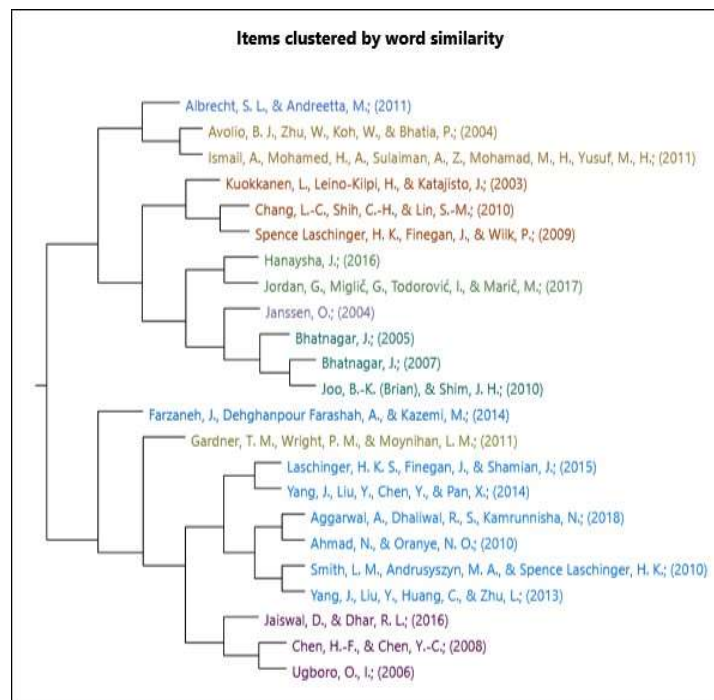 Items clustered by word similarity
Albrecht, S. L., & Andreetta, M.; (2011)
Avolio, B. J., Zhu, W., Koh, W., & Bhatia, P.; (2004)
Ismail, A., Mohamed, H., A., Sulaiman, A., Z., Mohamad, M., H., Yusuf, M., H.; (2011)
Kuokkanen, L., Leino-Kilpi, H., & Katajisto, J.; (2003)
Chang, L.-C., Shih, C.-H., & Lin, S.-M.; (2010)
Spence Laschinger, H. K., Finegan, J., & Wilk, P.; (2009)
Hanaysha, J.; (2016)
Jordan, G., Miglič, G., Todorović, I., & Marič, M.; (2017)
Janssen, O.; (2004)
Bhatnagar, J.; (2005)
Bhatnagar, J.; (2007)
Joo, B.-K. (Brian), & Shim, J. H.; (2010)
Farzaneh, J., Dehghanpour Farashah, A., & Kazemi, M.; (2014)
Gardner, T. M., Wright, P. M., & Moynihan, L. M.; (2011)
Laschinger, H. K. S., Finegan, J., & Shamian, J.; (2015)
Yang, J., Liu, Y., Chen, Y., & Pan, X.; (2014)
Aggarwal, A., Dhaliwal, R., S., Kamrunnisha, N.; (2018)
Ahmad, N., & Oranye, N. O.; (2010)
Smith, L. M., Andrusyszyn, M. A., & Spence Laschinger, H. K.; (2010)
Yang, J., Liu, Y., Huang, C., & Zhu, L.; (2013)
Jaiswal, D., & Dhar, R. L.; (2016)
Chen, H.-F., & Chen, Y.-C.; (2008)
Ugboro, O., I.; (2006)